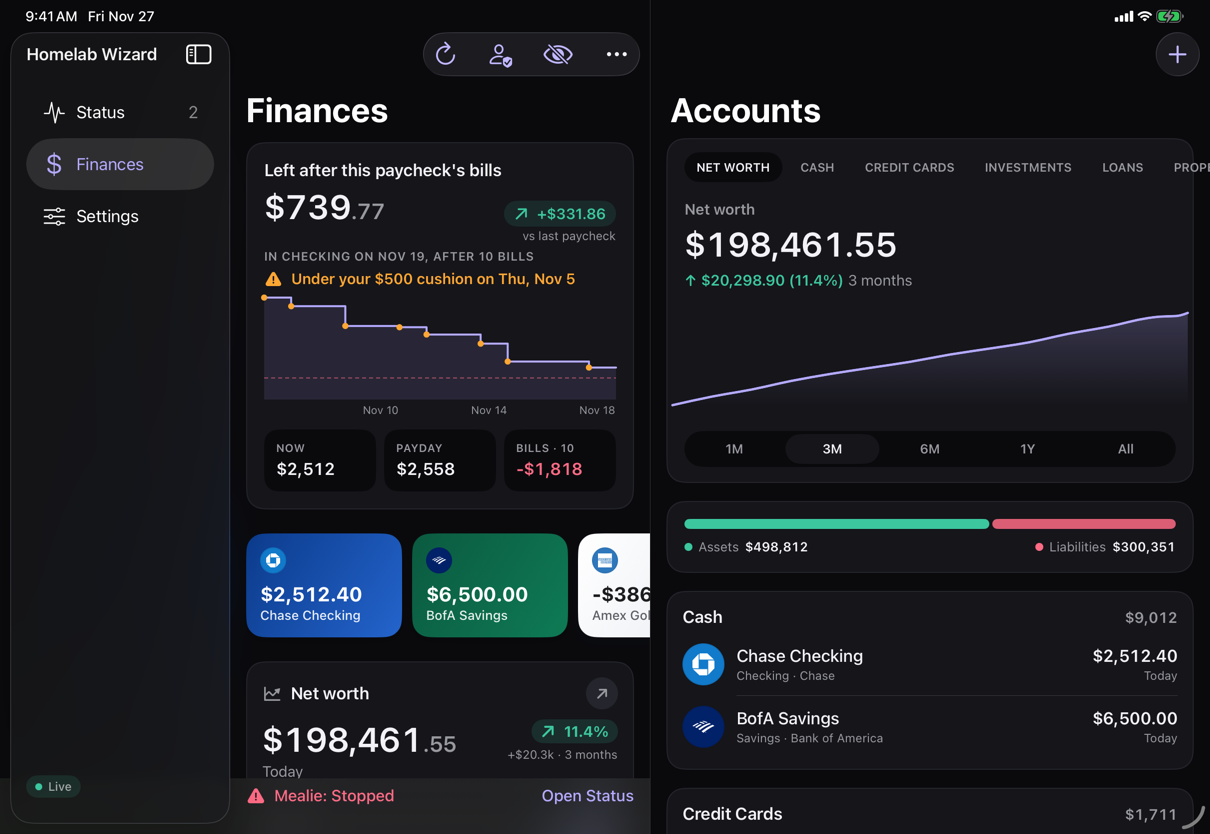 9:41 AM Fri Nov 27
Homelab Wizard
Status 2
Finances
Settings
Live
Finances
Left after this paycheck's bills
$739.77
+$331.86
vs last paycheck
IN CHECKING ON NOV 19, AFTER 10 BILLS
Under your $500 cushion on Thu, Nov 5
Nov 10 Nov 14 Nov 18
NOW
$2,512
PAYDAY
$2,558
BILLS · 10
-$1,818
$2,512.40
Chase Checking
$6,500.00
BofA Savings
-$386
Amex Gol
Net worth
$198,461.55
11.4%
+$20.3k · 3 months
Today
Mealie: Stopped Open Status
Accounts
NET WORTH CASH CREDIT CARDS INVESTMENTS LOANS PROP
Net worth
$198,461.55
↑ $20,298.90 (11.4%) 3 months
1M 3M 6M 1Y All
Assets $498,812 Liabilities $300,351
Cash $9,012
Chase Checking $2,512.40
Checking · Chase Today
BofA Savings $6,500.00
Savings · Bank of America Today
Credit Cards $1,711